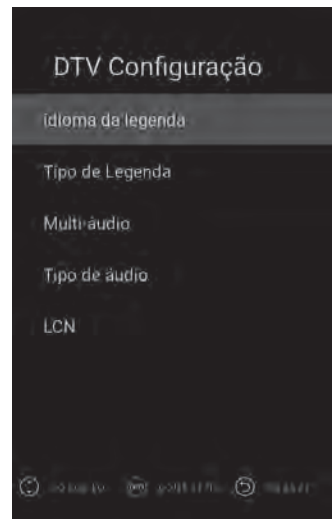 DTV Configuração
idioma da legenda
Tipo de Legenda
Multi-áudio
Tipo de áudio
LCN